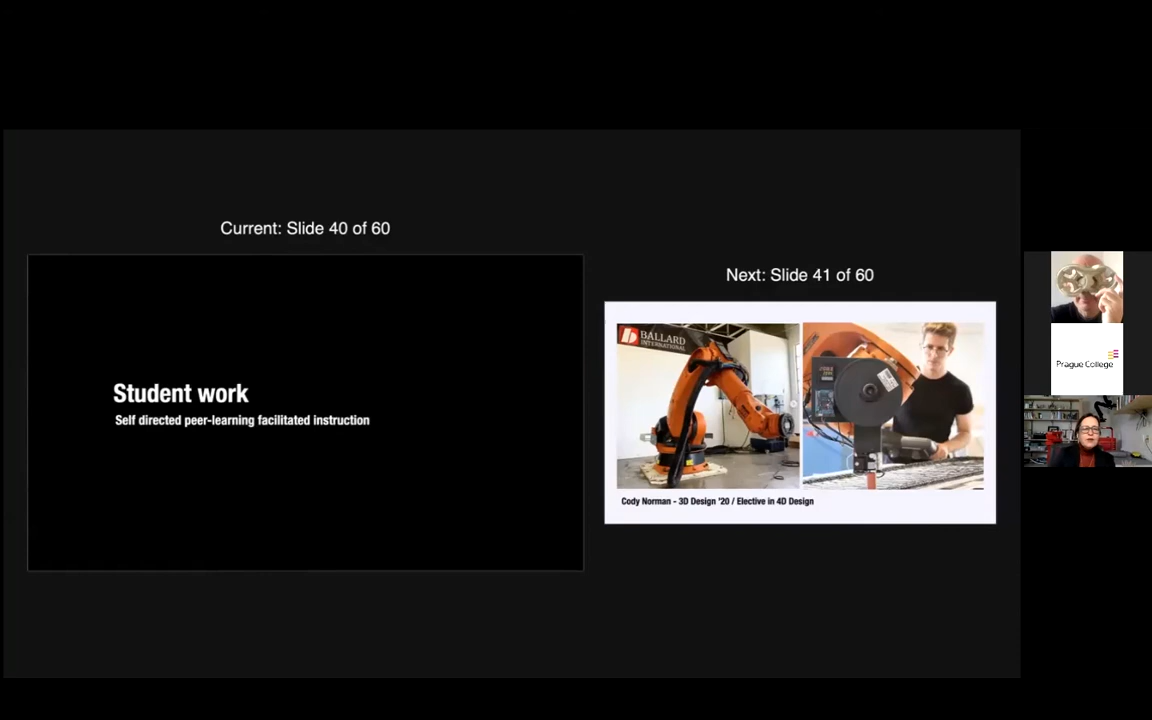 Current: Slide 40 of 60
Student work
Self directed peer-learning facilitated instruction
Next: Slide 41 of 60
BALLARD
INTERNATIONAL
Cody Norman - 3D Design '20 / Elective in 4D Design
Prague College